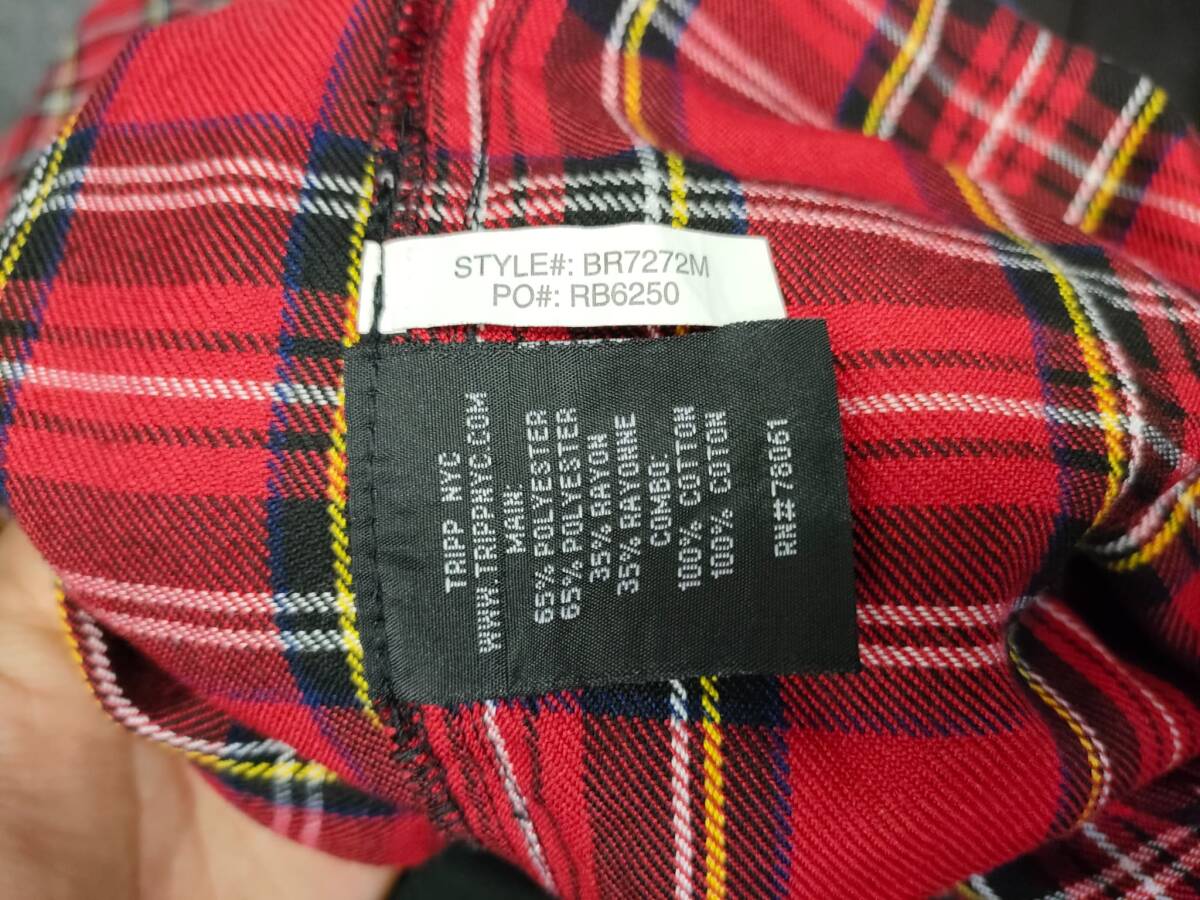 STYLE#: BR7272M
PO#: RB6250
TRIPP NYC
WWW.TRIPPNYC.COM
MAIN:
65% POLYESTER
65% POLYESTER
35% RAYON
35% RAYONNE
COMBO:
100% COTTON
100% COTON
RN#78061